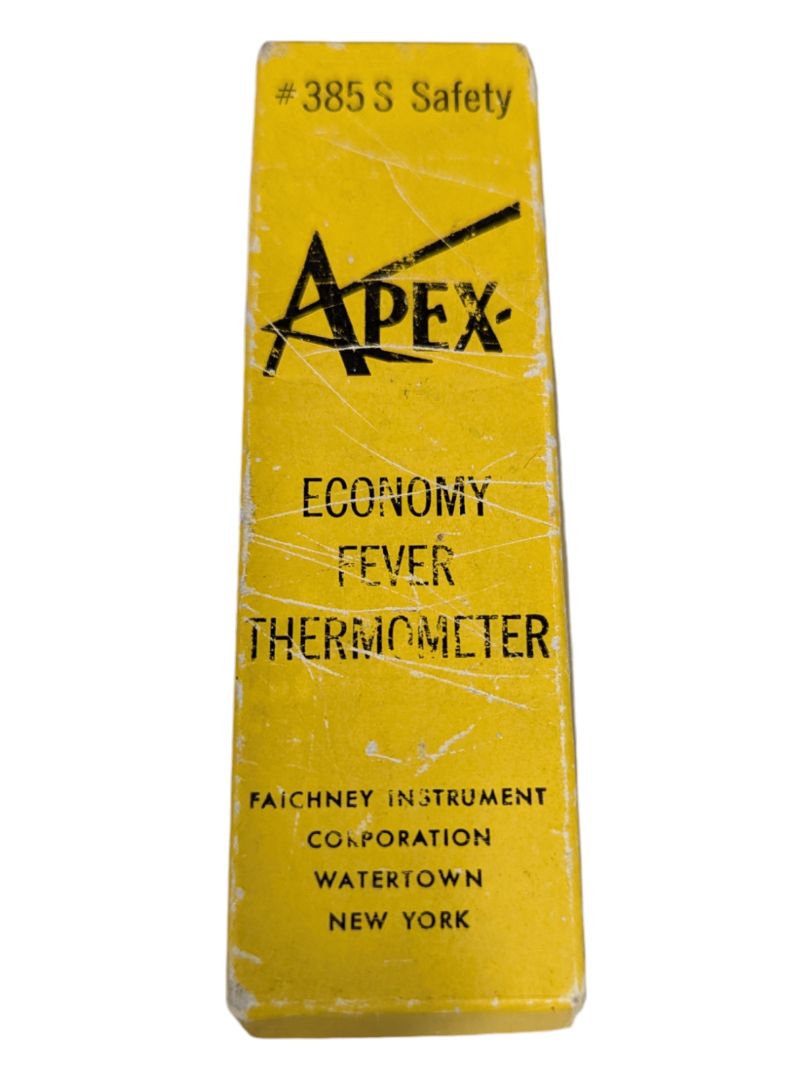 #385 S Safety
APEX
ECONOMY
FEVER
THERMOMETER
FAICHNEY INSTRUMENT
CORPORATION
WATERTOWN
NEW YORK